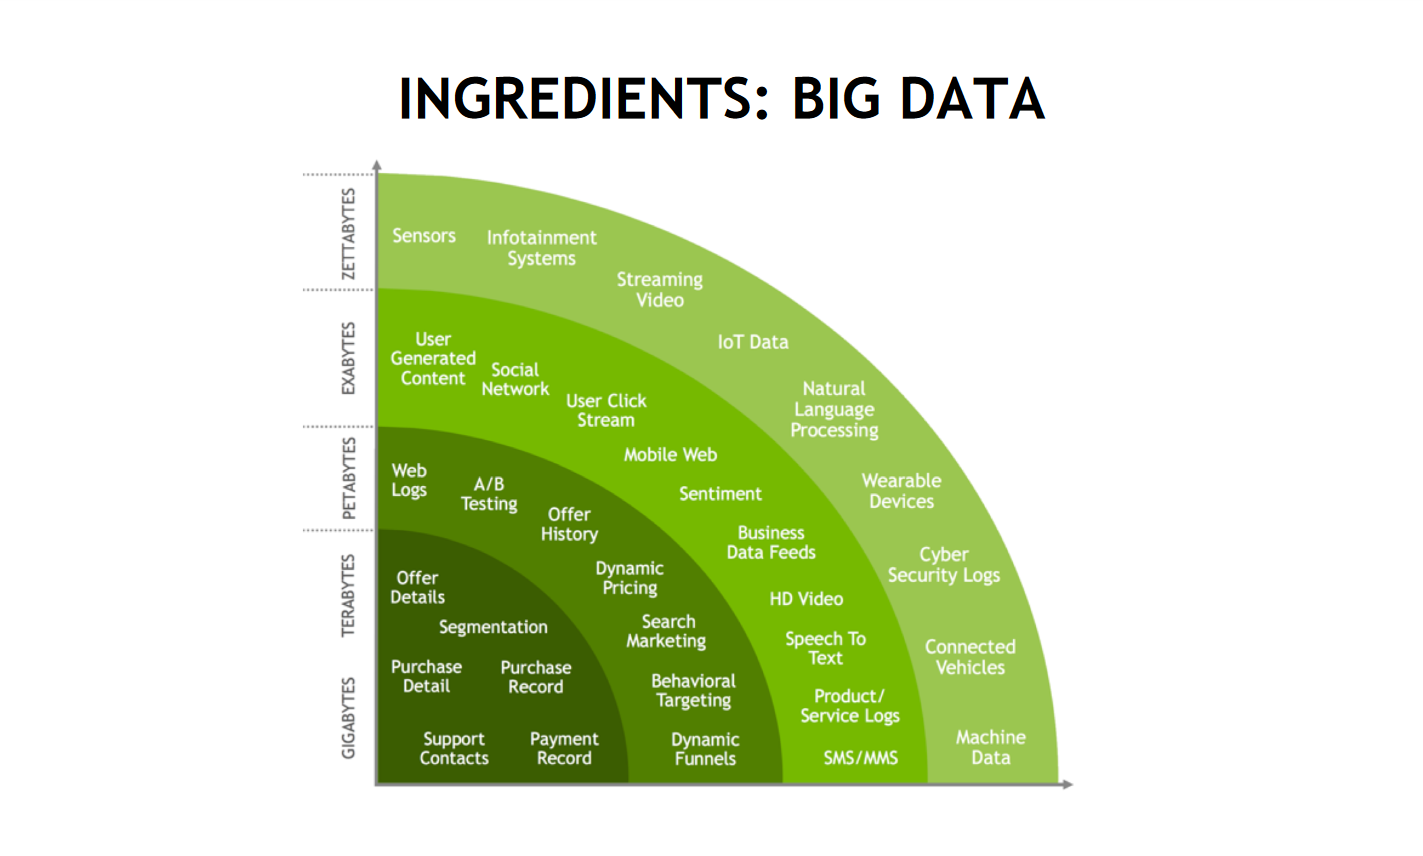 INGREDIENTS: BIG DATA
ZETTABYTES
EXABYTES
PETABYTES
TERABYTES
GIGABYTES
Sensors
Infotainment
Systems
Streaming
Video
IoT Data
Natural
Language
Processing
Wearable
Devices
Cyber
Security Logs
Connected
Vehicles
Machine
Data
User
Generated
Content
Social
Network
User Click
Stream
Mobile Web
Sentiment
Business
Data Feeds
HD Video
Speech To
Text
Product/
Service Logs
SMS/MMS
Web
Logs
A/B
Testing
Offer
History
Dynamic
Pricing
Search
Marketing
Behavioral
Targeting
Dynamic
Funnels
Offer
Details
Segmentation
Purchase
Detail
Purchase
Record
Support
Contacts
Payment
Record